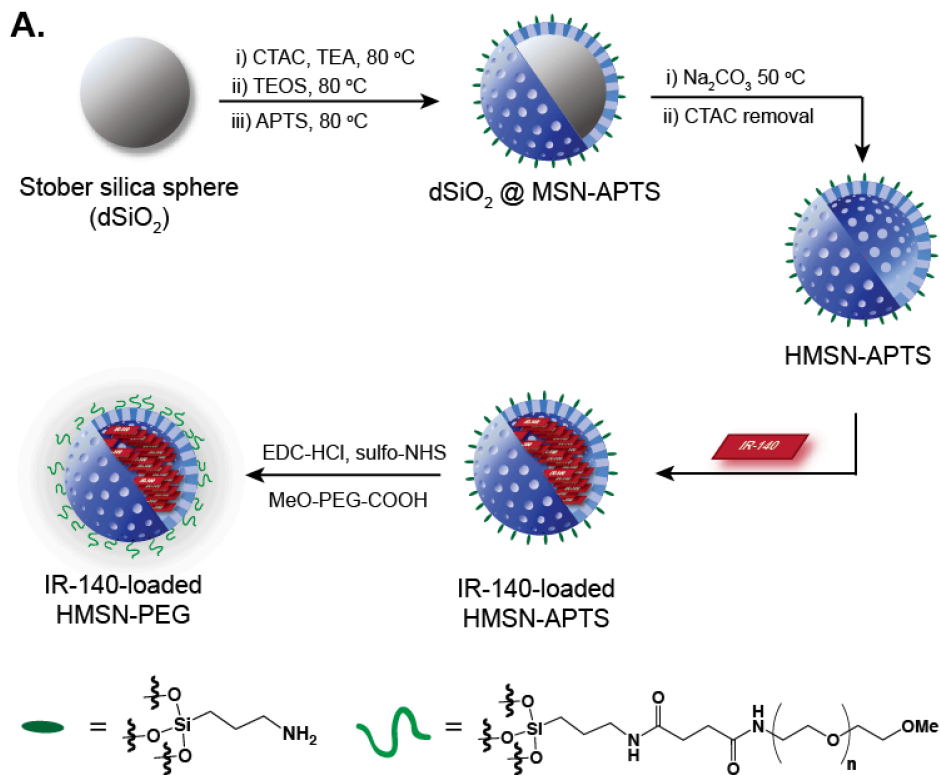 A.
i) CTAC, TEA, 80 °C
ii) TEOS, 80 °C
iii) APTS, 80 °C
Stober silica sphere
(dSiO₂)
dSiO₂ @ MSN-APTS
i) Na₂CO₃ 50 °C
ii) CTAC removal
HMSN-APTS
IR-140
IR-140-loaded
HMSN-APTS
EDC-HCl, sulfo-NHS
MeO-PEG-COOH
IR-140-loaded
HMSN-PEG
=
O
O
Si
O
NH₂
=
O
O
Si
O
N
H
O
O
H
N
O
n
OMe